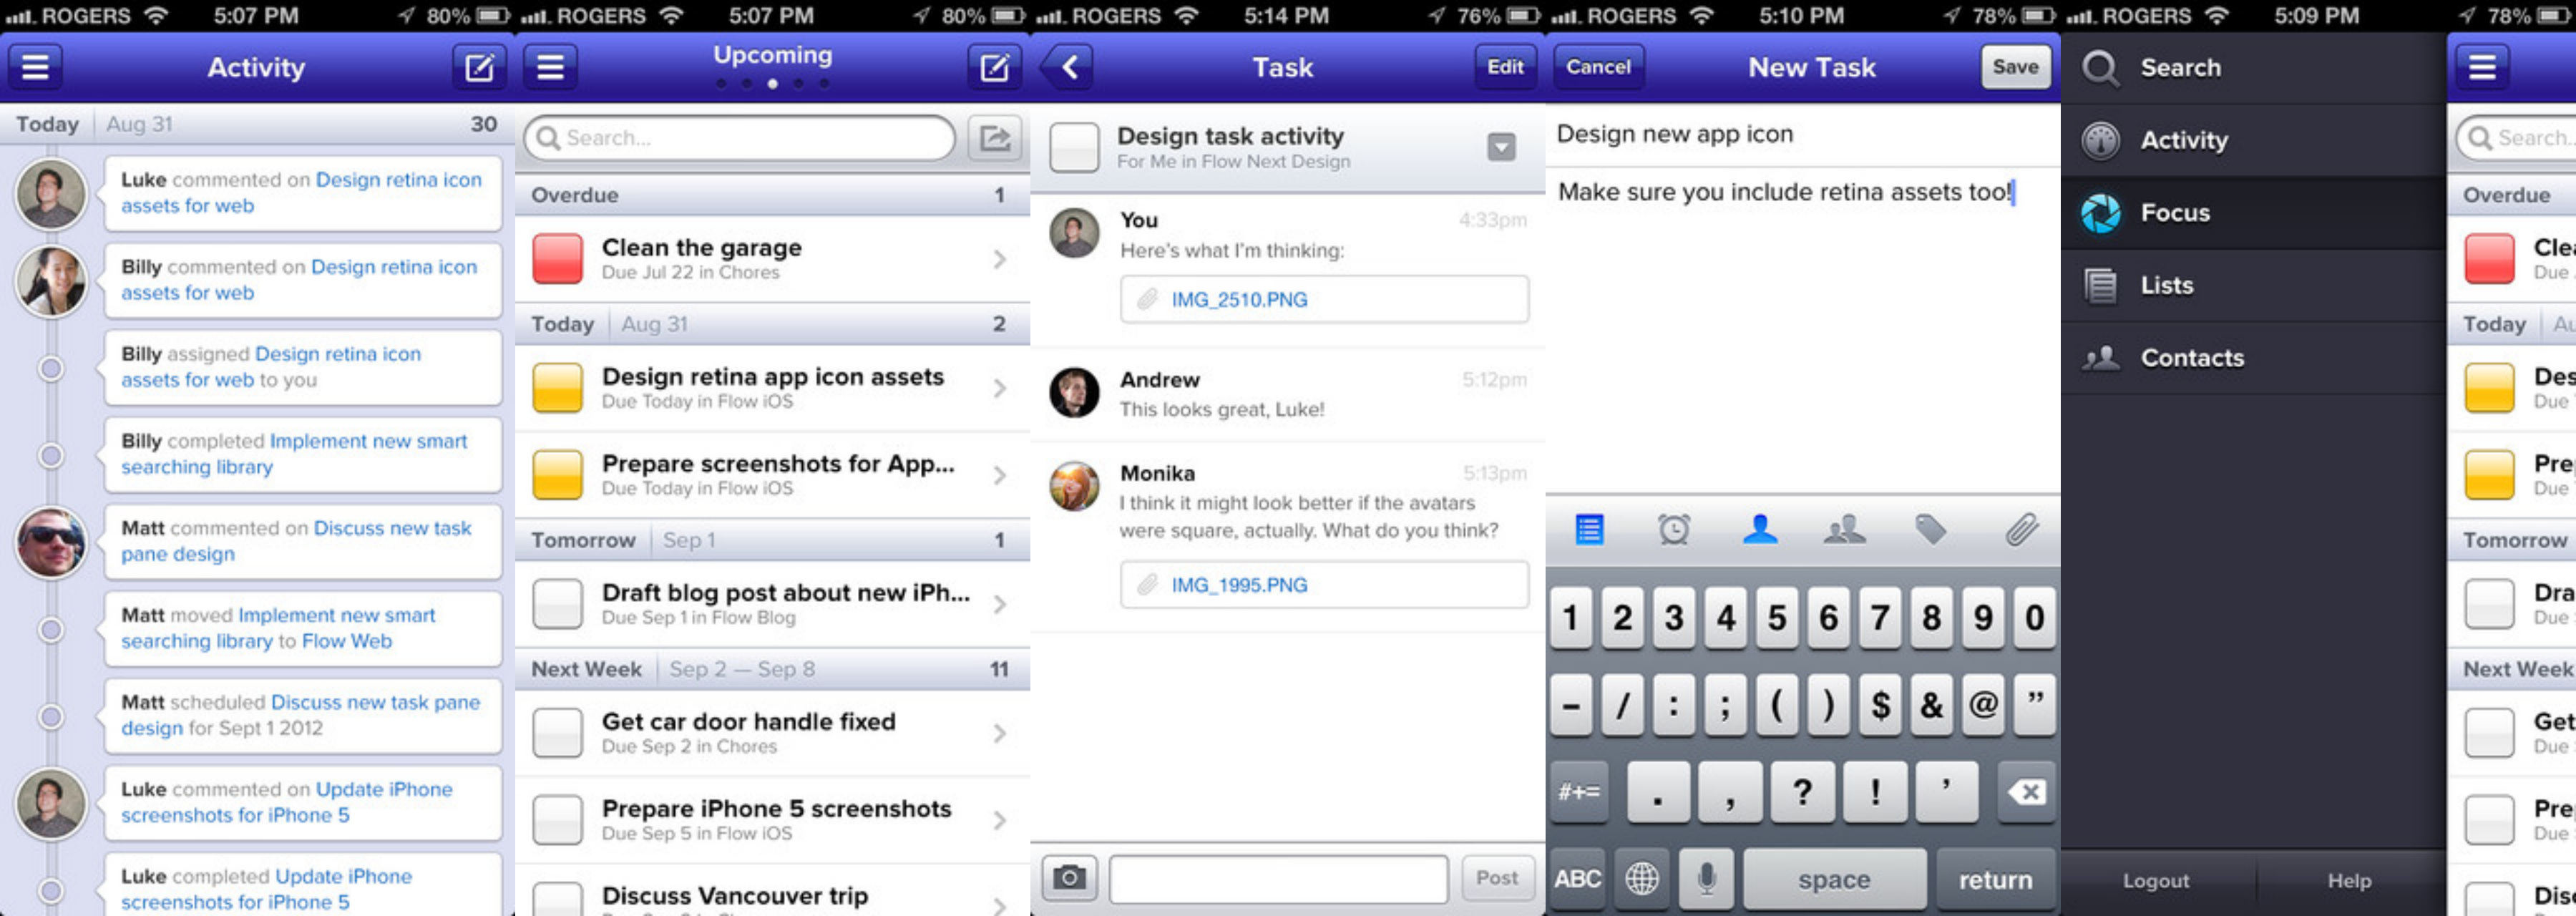 ROGERS 5:07 PM 80%
Activity
Today Aug 31 30
Luke commented on Design retina icon
assets for web
Billy commented on Design retina icon
assets for web
Billy assigned Design retina icon
assets for web to you
Billy completed Implement new smart
searching library
Matt commented on Discuss new task
pane design
Matt moved Implement new smart
searching library to Flow Web
Matt scheduled Discuss new task pane
design for Sept 1 2012
Luke commented on Update iPhone
screenshots for iPhone 5
Luke completed Update iPhone
screenshots for iPhone 5
ROGERS 5:07 PM 80%
Upcoming
Search...
Overdue 1
Clean the garage
Due Jul 22 in Chores
Today Aug 31 2
Design retina app icon assets
Due Today in Flow iOS
Prepare screenshots for App...
Due Today in Flow iOS
Tomorrow Sep 1 1
Draft blog post about new iPh...
Due Sep 1 in Flow Blog
Next Week Sep 2 — Sep 8 11
Get car door handle fixed
Due Sep 2 in Chores
Prepare iPhone 5 screenshots
Due Sep 5 in Flow iOS
Discuss Vancouver trip
ROGERS 5:14 PM 76%
Task Edit
Design task activity
For Me in Flow Next Design
You 4:33pm
Here's what I'm thinking:
IMG_2510.PNG
Andrew 5:12pm
This looks great, Luke!
Monika 5:13pm
I think it might look better if the avatars
were square, actually. What do you think?
IMG_1995.PNG
Post
ROGERS 5:10 PM 78%
Cancel New Task Save
Design new app icon
Make sure you include retina assets too!
1 2 3 4 5 6 7 8 9 0
- / : ; ( ) $ & @ ”
#+= . , ? ! ’
ABC space return
ROGERS 5:09 PM 78%
Search
Activity
Focus
Lists
Contacts
Logout Help
Search...
Overdue
Clea
Due
Today Au
Des
Due
Pre
Due
Tomorrow
Dra
Due
Next Week
Get
Due
Pre
Due
Dis